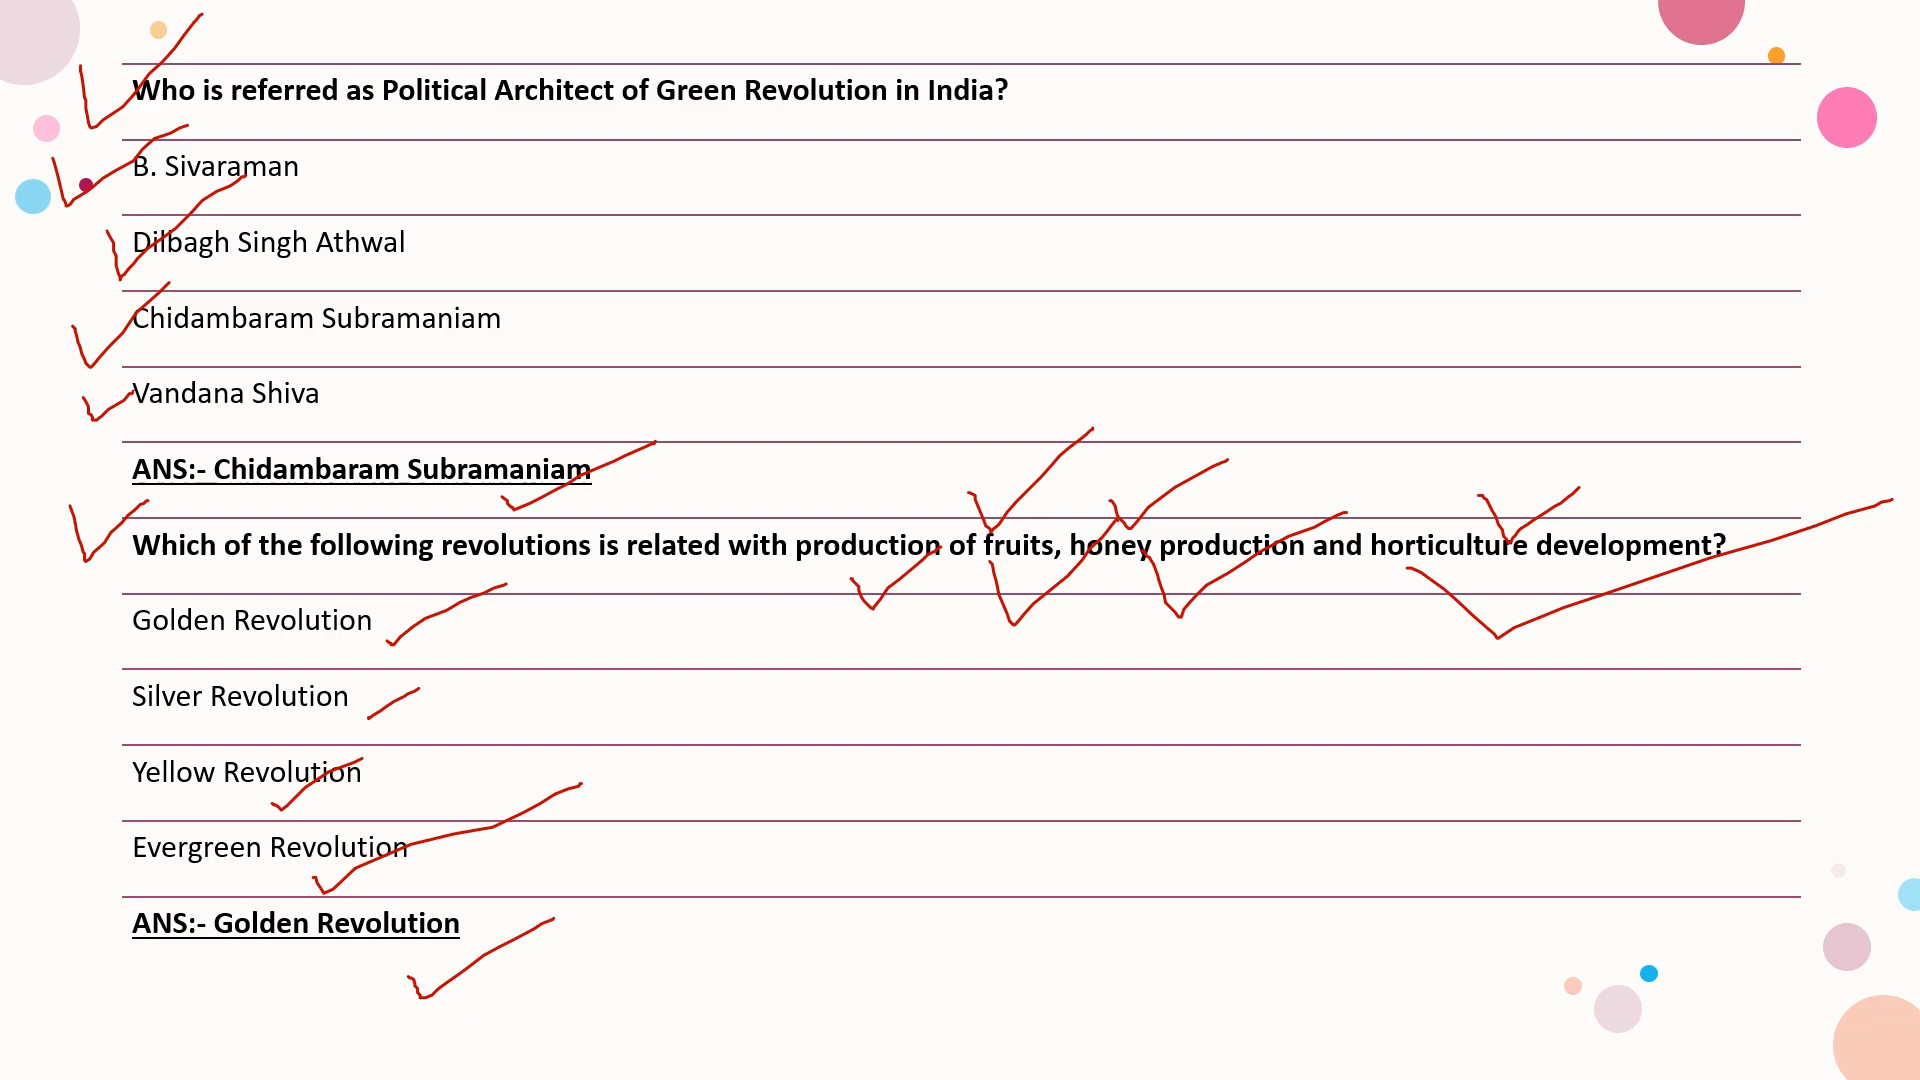 Who is referred as Political Architect of Green Revolution in India?
B. Sivaraman
Dilbagh Singh Athwal
Chidambaram Subramaniam
Vandana Shiva
ANS:- Chidambaram Subramaniam
Which of the following revolutions is related with production of fruits, honey production and horticulture development?
Golden Revolution
Silver Revolution
Yellow Revolution
Evergreen Revolution
ANS:- Golden Revolution